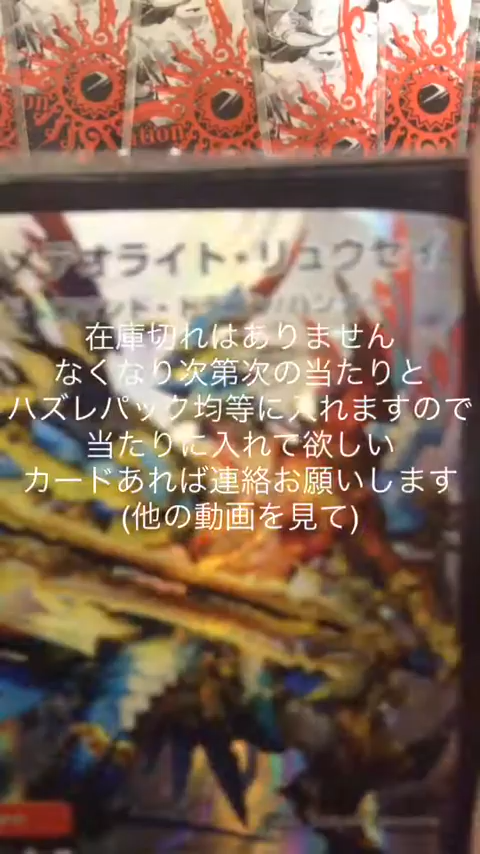 メテオライト・リュウセイ
在庫切れはありません
なくなり次第次の当たりと
ハズレパック均等に入れますので
当たりに入れて欲しい
カードあれば連絡お願いします
(他の動画を見て)